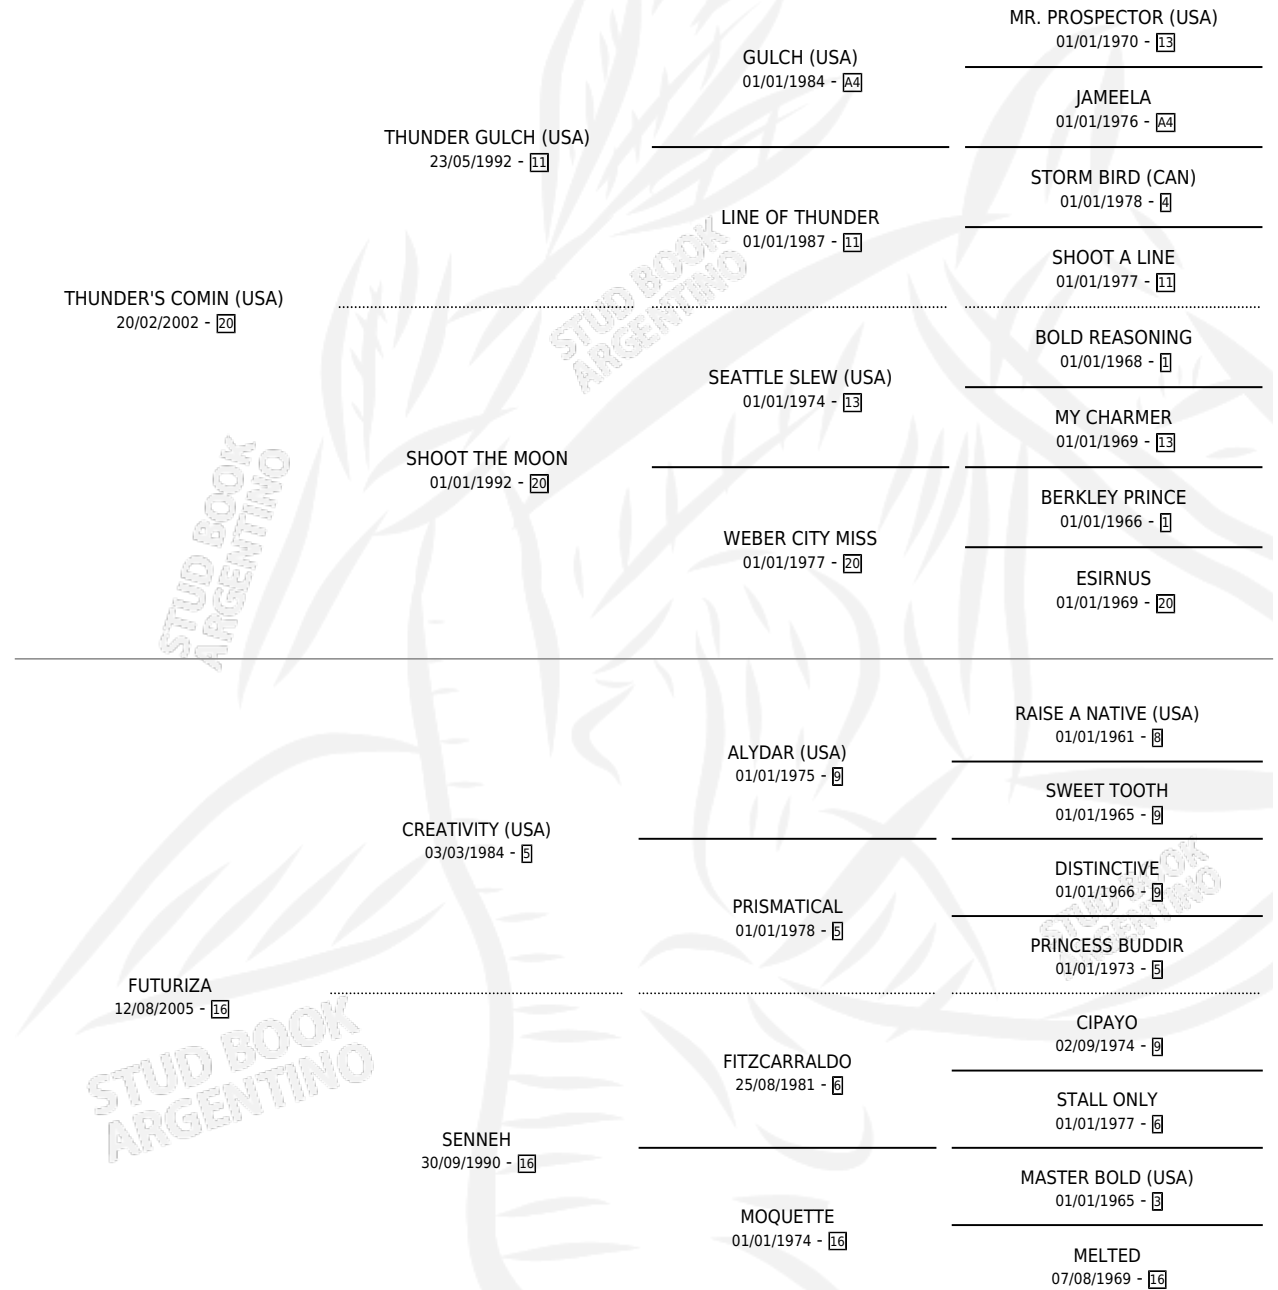 MR. PROSPECTOR (USA)
01/01/1970 - 13
GULCH (USA)
01/01/1984 - A4
JAMEELA
01/01/1976 - A4
THUNDER GULCH (USA)
23/05/1992 - 11
STORM BIRD (CAN)
01/01/1978 - 4
LINE OF THUNDER
01/01/1987 - 11
SHOOT A LINE
01/01/1977 - 11
THUNDER'S COMIN (USA)
20/02/2002 - 20
STUD BOOK
ARGENTINO
BOLD REASONING
01/01/1968 - 1
SEATTLE SLEW (USA)
01/01/1974 - 13
MY CHARMER
01/01/1969 - 13
SHOOT THE MOON
01/01/1992 - 20
BERKLEY PRINCE
01/01/1966 - 1
WEBER CITY MISS
01/01/1977 - 20
ESIRNUS
01/01/1969 - 20
STUD BOOK
ARGENTINO
RAISE A NATIVE (USA)
01/01/1961 - 8
ALYDAR (USA)
01/01/1975 - 9
SWEET TOOTH
01/01/1965 - 9
CREATIVITY (USA)
03/03/1984 - 5
DISTINCTIVE
01/01/1966 - 9
STUD BOOK
ARGENTINO
PRISMATICAL
01/01/1978 - 5
PRINCESS BUDDIR
01/01/1973 - 5
FUTURIZA
12/08/2005 - 16
CIPAYO
02/09/1974 - 9
FITZCARRALDO
25/08/1981 - 6
STALL ONLY
01/01/1977 - 6
STUD BOOK
ARGENTINO
SENNEH
30/09/1990 - 16
MASTER BOLD (USA)
01/01/1965 - 3
MOQUETTE
01/01/1974 - 16
MELTED
07/08/1969 - 16